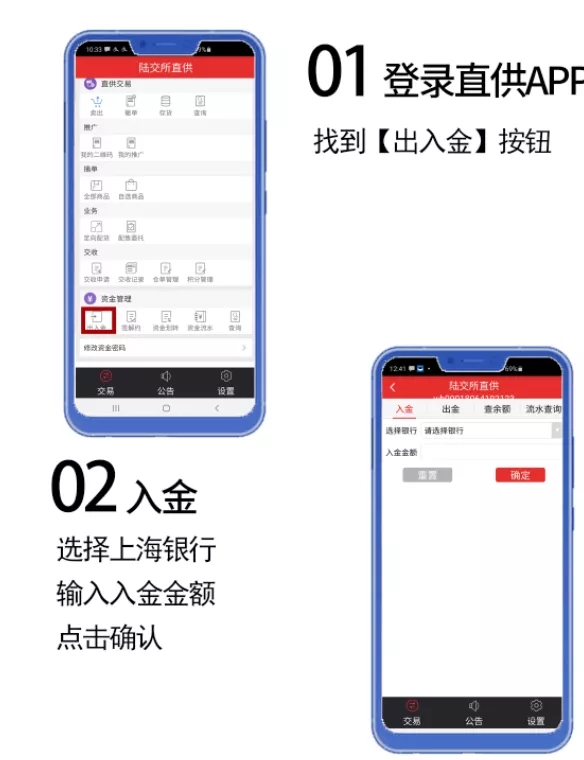 01 登录直供APP
找到【出入金】按钮
10:33
陆交所直供
直供交易
卖出 撤单 存货 查询
推广
我的二维码 我的推广
摘单
全部商品 自选商品
业务
定向配货 配售委托
交收
交收申请 交收记录 仓单管理 积分管理
资金管理
出入金 签解约 资金划转 资金流水 查询
修改资金密码
交易 公告 设置
02 入金
选择上海银行
输入入金金额
点击确认
12:41 69%
陆交所直供
入金 出金 查余额 流水查询
选择银行 请选择银行
入金金额
重置 确定
交易 公告 设置